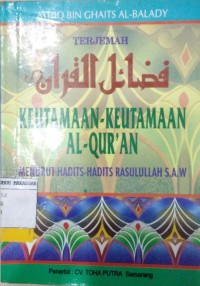 BIN GHAITS AL-BALADY
TERJEMAH
فضائل القرآن
KEUTAMAAN-KEUTAMAAN
AL-QUR'AN
MENURUT HADITS-HADITS RASULULLAH S.A.W
Penerbit: CV. TOHA PUTRA Semarang